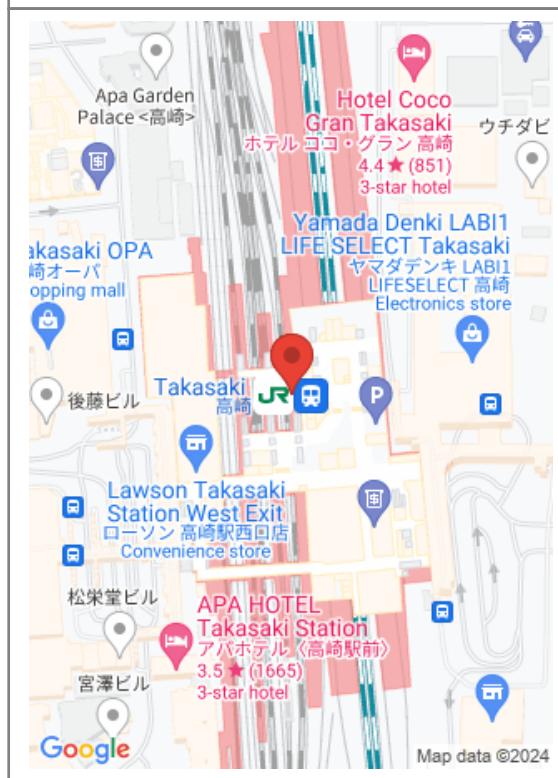 Apa Garden
Palace <高崎>
Hotel Coco
Gran Takasaki
ホテル ココ・グラン 高崎
4.4★(851)
3-star hotel
ウチダビ
akasaki OPA
崎オーパ
opping mall
Yamada Denki LABI1
LIFE SELECT Takasaki
ヤマダデンキ LABI1
LIFESELECT 高崎
Electronics store
後藤ビル
Takasaki
高崎
JR
P
Lawson Takasaki
Station West Exit
ローソン 高崎駅西口店
Convenience store
松栄堂ビル
APA HOTEL
Takasaki Station
アパホテル〈高崎駅前〉
3.5★(1665)
3-star hotel
宮澤ビル
Google
Map data ©2024